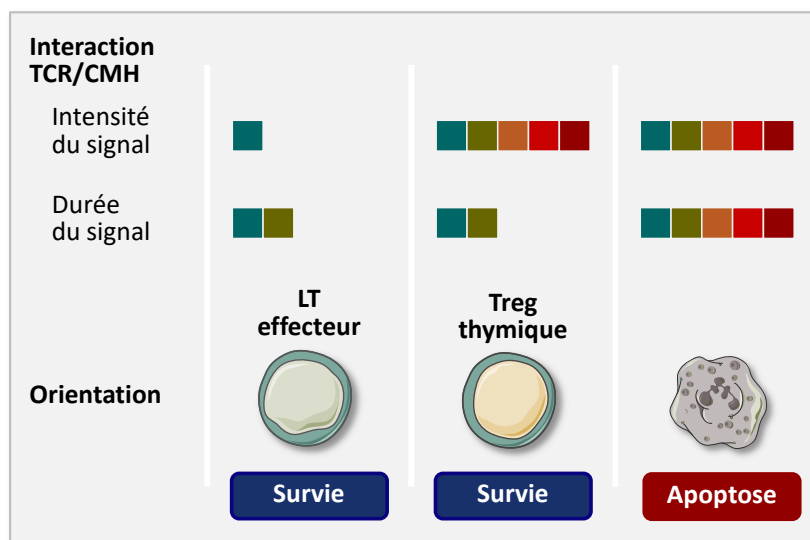 Interaction
TCR/CMH
Intensité
du signal
Durée
du signal
LT
effecteur
Treg
thymique
Orientation
Survie
Survie
Apoptose